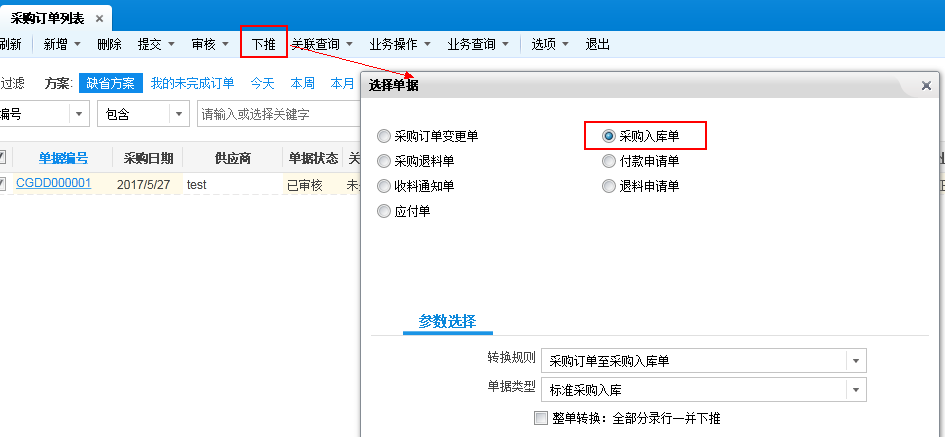 采购订单列表 ×
刷新 新增 删除 提交 审核 下推 关联查询 业务操作 业务查询 选项 退出
过滤 方案: 缺省方案 我的未完成订单 今天 本周 本月
编号 包含 请输入或选择关键字
单据编号 采购日期 供应商 单据状态 关
CGDD000001 2017/5/27 test 已审核 未
选择单据
采购订单变更单 采购入库单
采购退料单 付款申请单
收料通知单 退料申请单
应付单
参数选择
转换规则 采购订单至采购入库单
单据类型 标准采购入库
整单转换：全部分录行一并下推